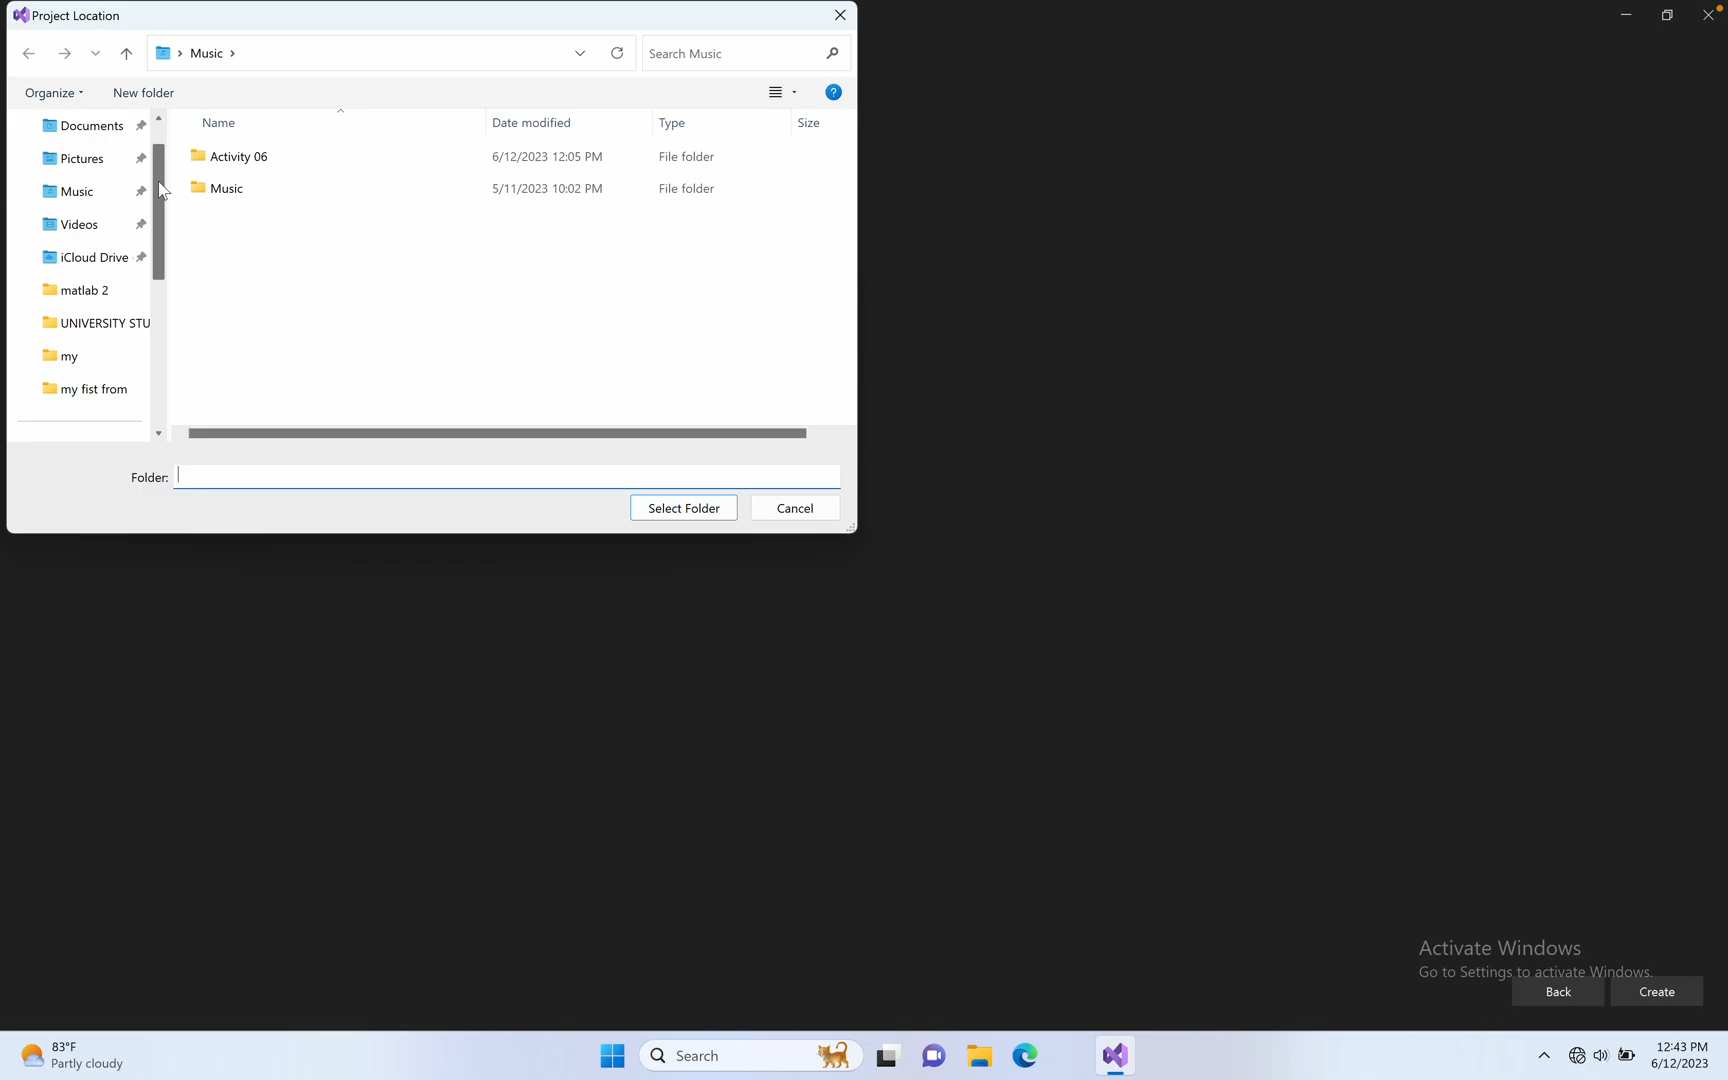 Project Location
Music
Search Music
Organize
New folder
Name
Date modified
Type
Size
Documents
Activity 06
6/12/2023 12:05 PM
File folder
Pictures
Music
5/11/2023 10:02 PM
File folder
Music
Videos
iCloud Drive
matlab 2
UNIVERSITY STU
my
my fist from
Folder:
Select Folder
Cancel
Activate Windows
Go to Settings to activate Windows.
Back
Create
83°F
Partly cloudy
Search
12:43 PM
6/12/2023